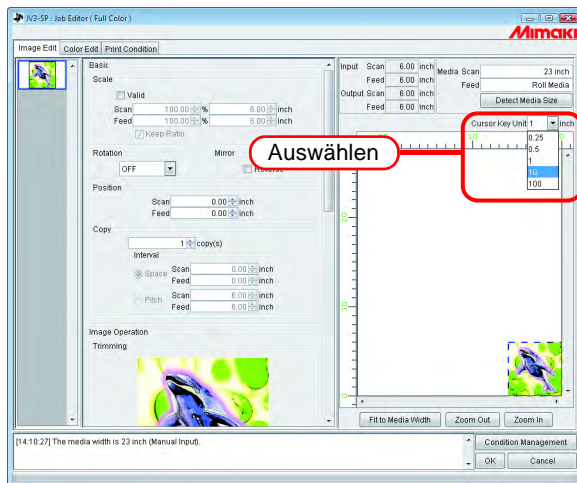 JV3-SP : Job Editor ( Full Color )
Mimaki
Image Edit Color Edit Print Condition
Basic
Scale
Valid
Scan 100.00 % 6.00 inch
Feed 100.00 % 6.00 inch
Keep Ratio
Rotation Mirror
OFF Reverse
Position
Scan 0.00 inch
Feed 0.00 inch
Copy
1 copy(s)
Interval
Space Scan 0.00 inch
Feed 0.00 inch
Pitch Scan 6.00 inch
Feed 6.00 inch
Image Operation
Trimming
Input Scan 6.00 inch
Feed 6.00 inch
Output Scan 6.00 inch
Feed 6.00 inch
Media Scan 23 inch
Feed Roll Media
Detect Media Size
Cursor Key Unit 1 inch
0.25
0.5
1
10
100
Auswählen
20
10
0
20
10
0
Fit to Media Width Zoom Out Zoom In
[14:10:27] The media width is 23 inch (Manual Input).
Condition Management
OK Cancel